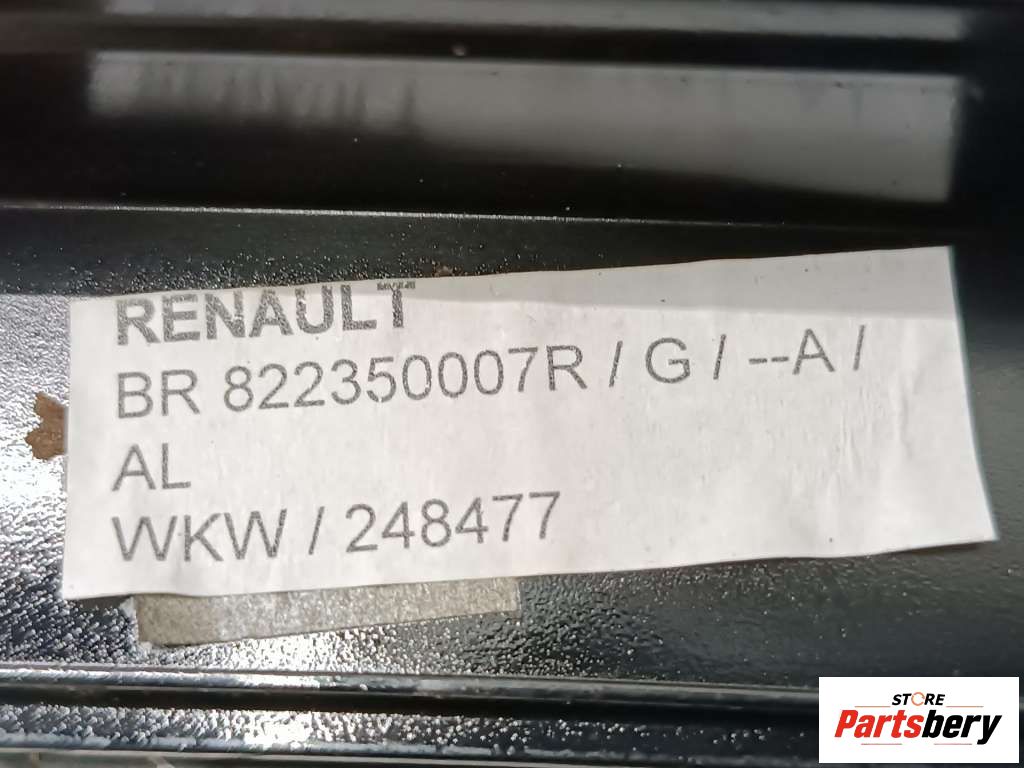 RENAULT
BR 822350007R / G / --A /
AL
WKW / 248477
STORE
Partsbery